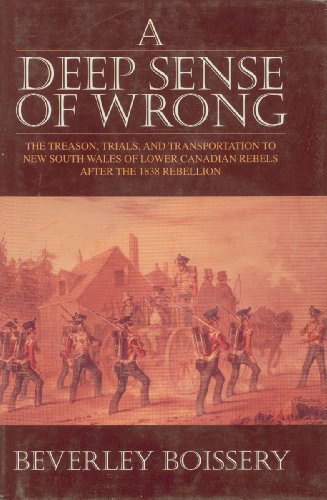 A
DEEP SENSE
OF WRONG
THE TREASON, TRIALS, AND TRANSPORTATION TO
NEW SOUTH WALES OF LOWER CANADIAN REBELS
AFTER THE 1838 REBELLION
BEVERLEY BOISSERY